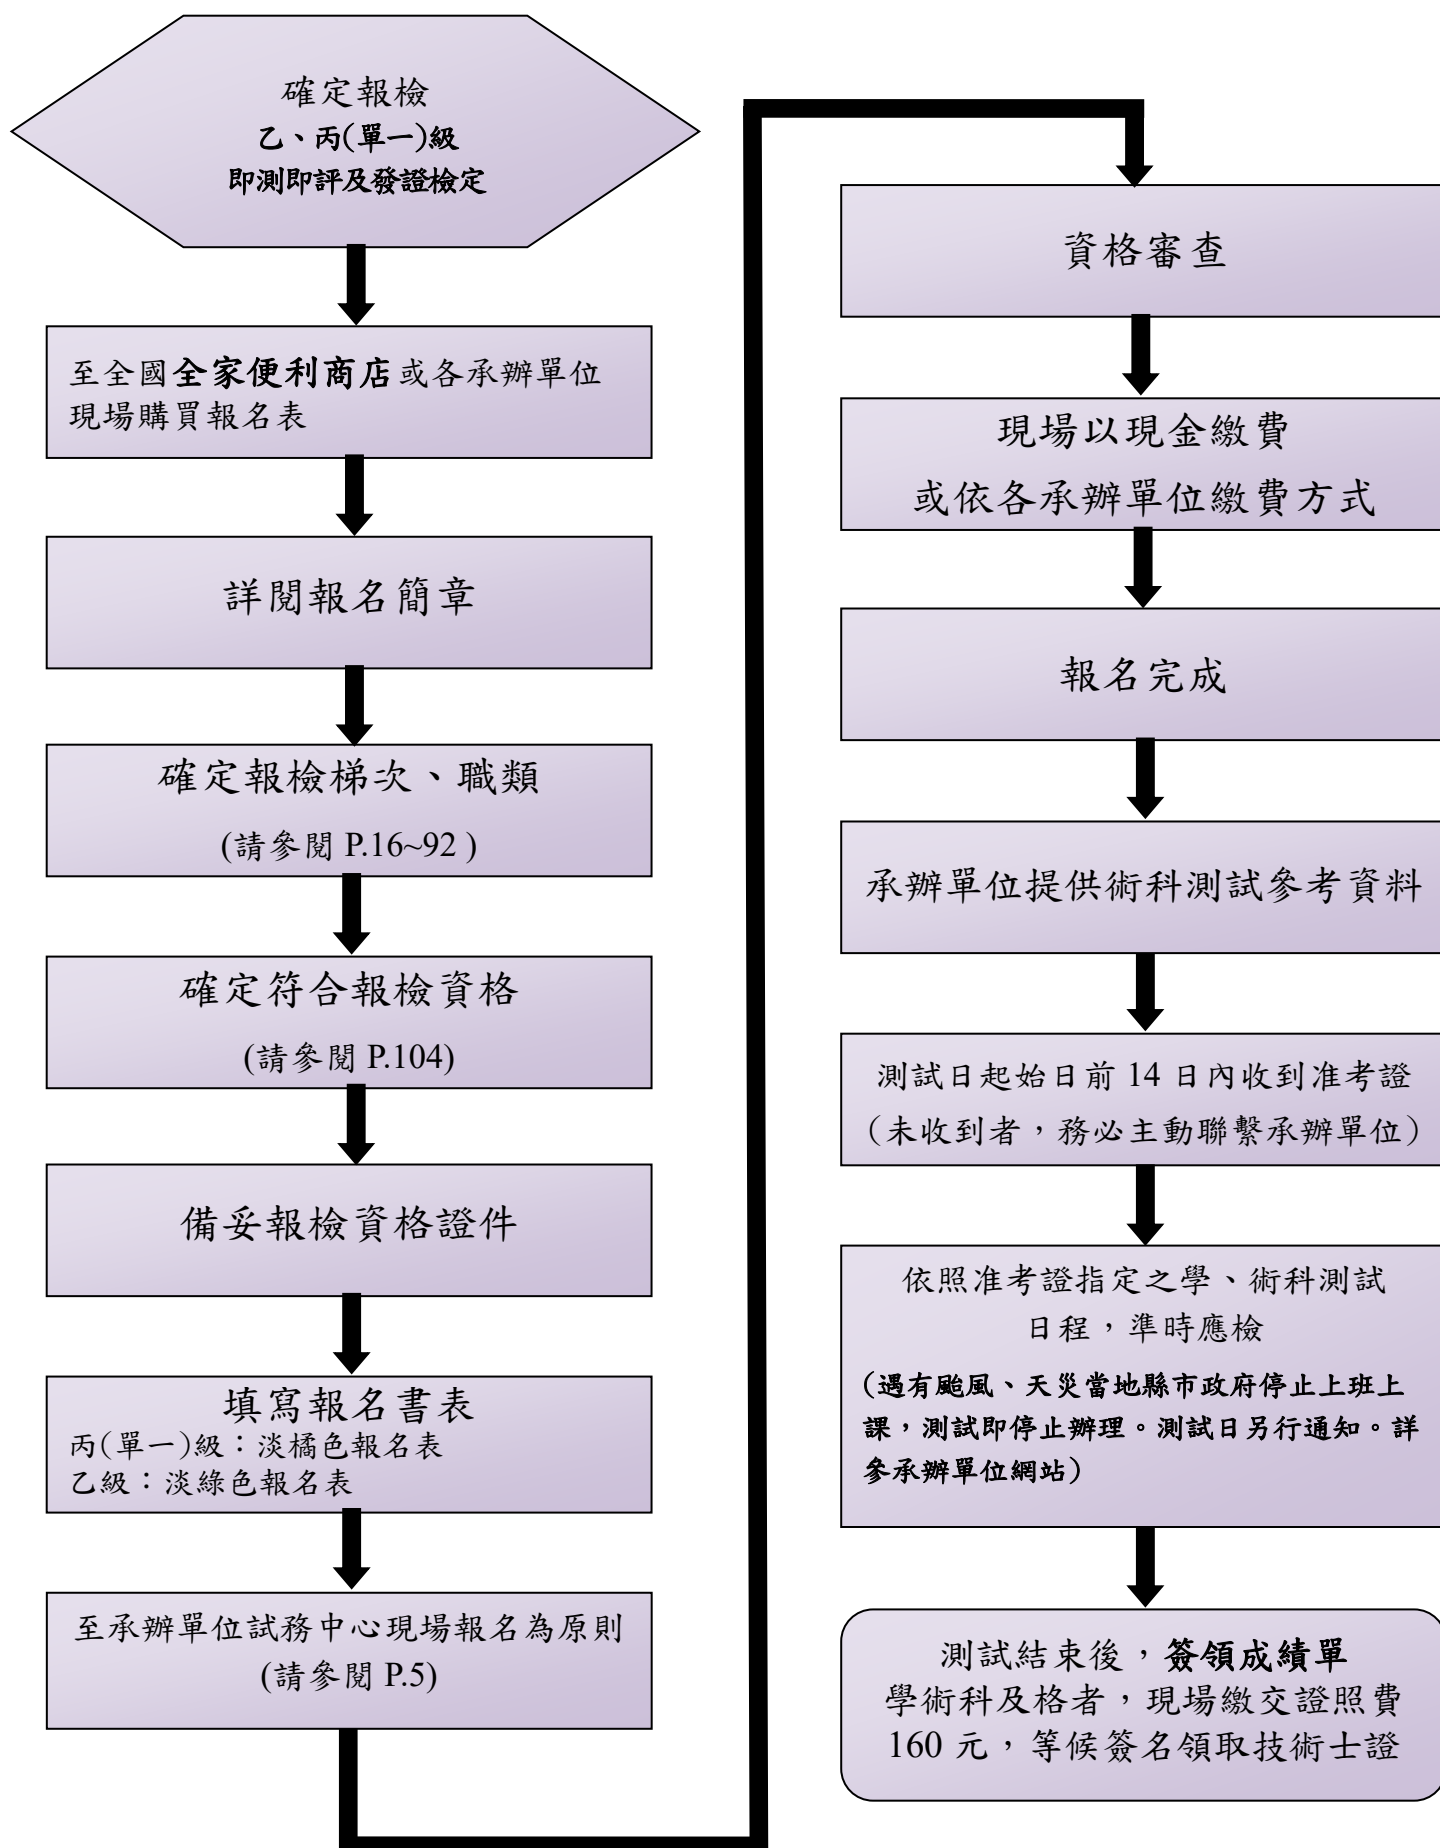 確定報檢
乙、丙(單一)級
即測即評及發證檢定
至全國全家便利商店或各承辦單位
現場購買報名表
詳閱報名簡章
確定報檢梯次、職類
(請參閱 P.16~92 )
確定符合報檢資格
(請參閱 P.104)
備妥報檢資格證件
填寫報名書表
丙(單一)級：淡橘色報名表
乙級：淡綠色報名表
至承辦單位試務中心現場報名為原則
(請參閱 P.5)
資格審查
現場以現金繳費
或依各承辦單位繳費方式
報名完成
承辦單位提供術科測試參考資料
測試日起始日前 14 日內收到准考證
（未收到者，務必主動聯繫承辦單位）
依照准考證指定之學、術科測試
日程，準時應檢
（遇有颱風、天災當地縣市政府停止上班上
課，測試即停止辦理。測試日另行通知。詳
參承辦單位網站）
測試結束後，簽領成績單
學術科及格者，現場繳交證照費
160 元，等候簽名領取技術士證